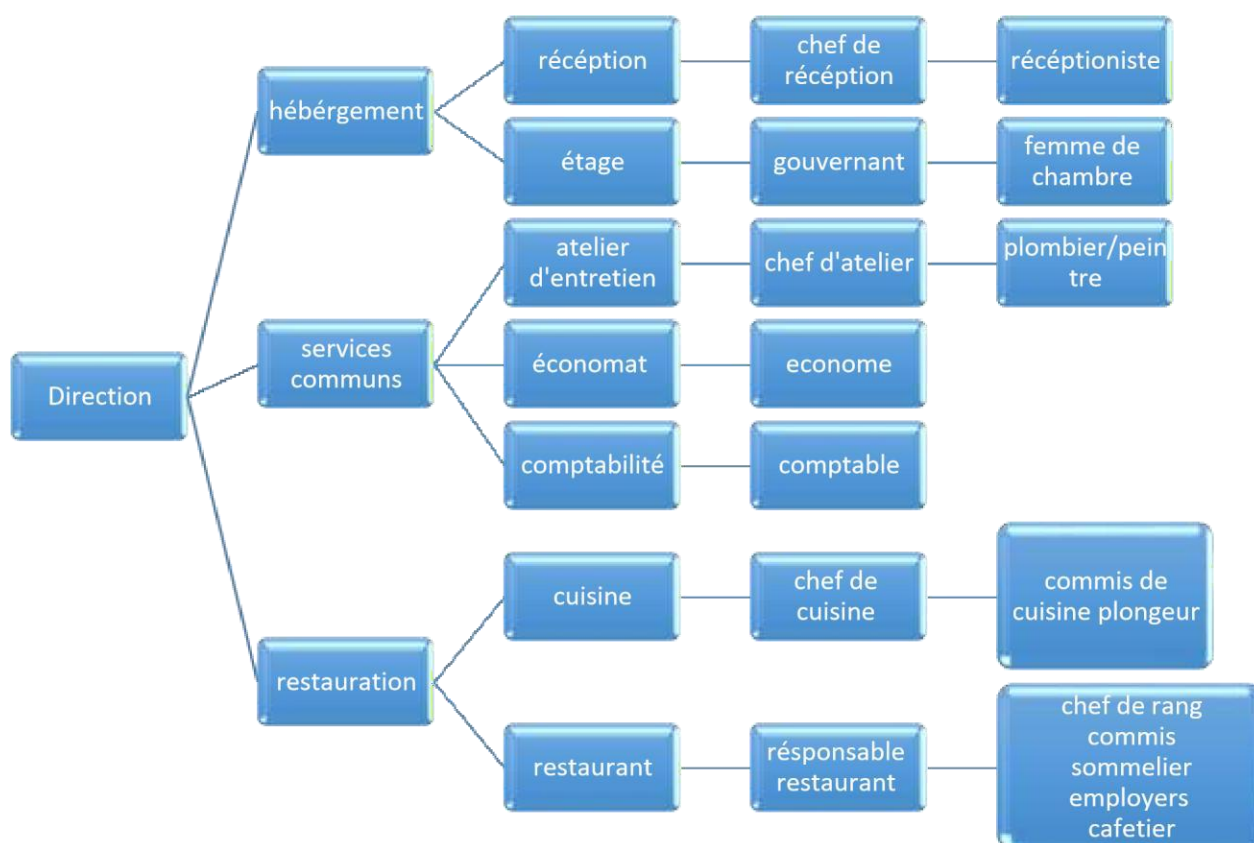 Direction
hébérgement
récéption
chef de
récéption
récéptioniste
étage
gouvernant
femme de
chambre
services
communs
atelier
d'entretien
chef d'atelier
plombier/pein
tre
économat
econome
comptabilité
comptable
restauration
cuisine
chef de
cuisine
commis de
cuisine plongeur
restaurant
résponsable
restaurant
chef de rang
commis
sommelier
employers
cafetier